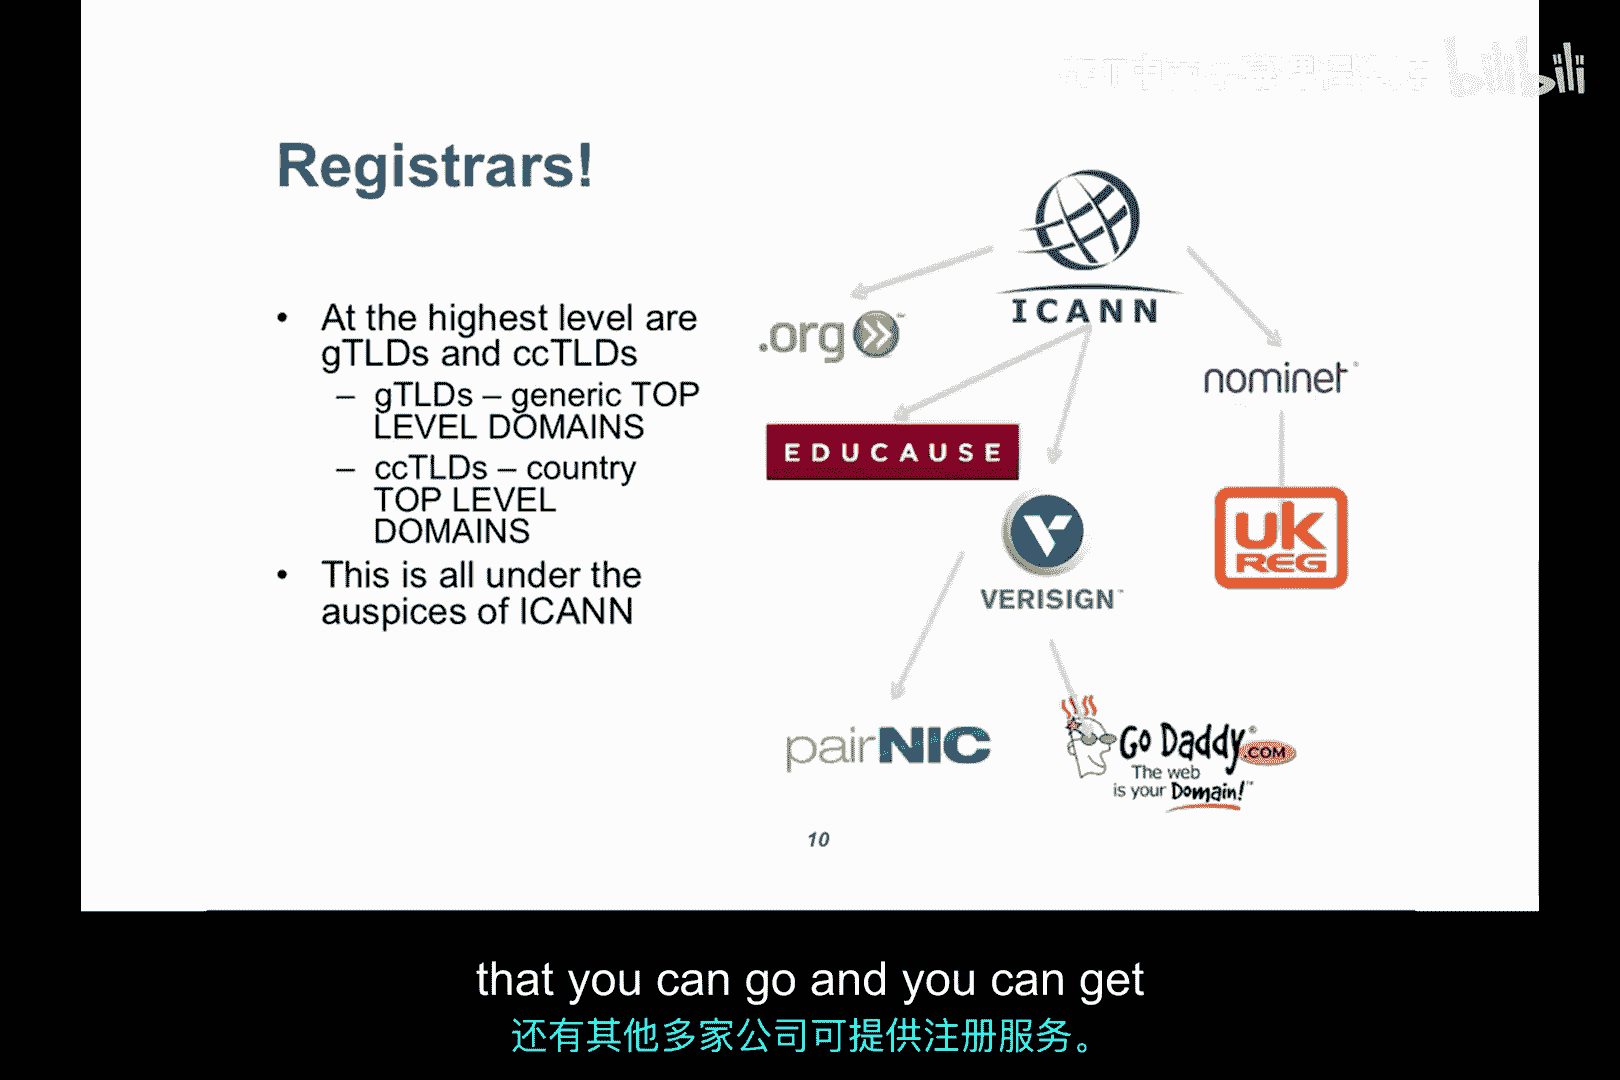 bilibili
Registrars!
• At the highest level are
gTLDs and ccTLDs
– gTLDs – generic TOP
LEVEL DOMAINS
– ccTLDs – country
TOP LEVEL
DOMAINS
• This is all under the
auspices of ICANN
ICANN
.org
nominet
EDUCAUSE
uk
REG
VERISIGN
pairNIC
Go Daddy
.COM
The web
is your Domain!
10
that you can go and you can get
还有其他多家公司可提供注册服务。